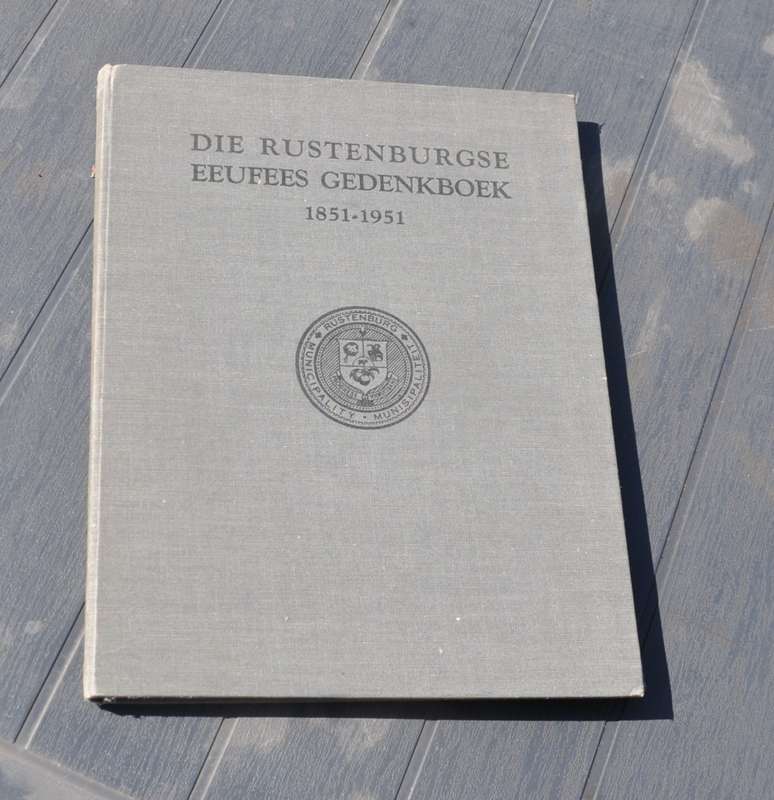 DIE RUSTENBURGSE
EEUFEES GEDENKBOEK
1851-1951
RUSTENBURG
MUNICIPALITY • MUNISIPALITEIT